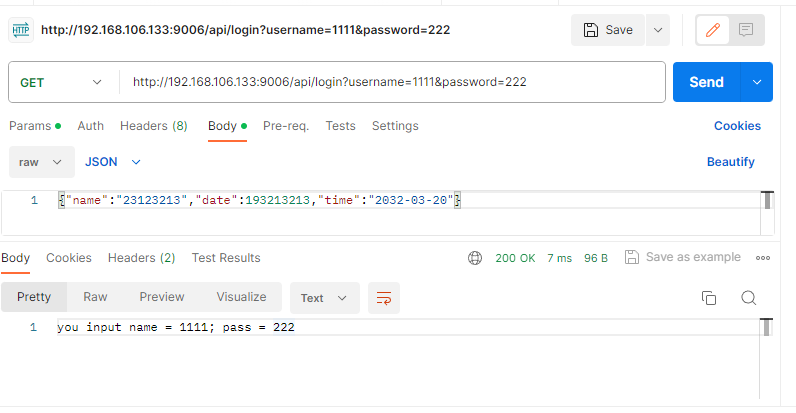 HTTP http://192.168.106.133:9006/api/login?username=1111&password=222 Save
GET http://192.168.106.133:9006/api/login?username=1111&password=222 Send
Params Auth Headers (8) Body Pre-req. Tests Settings Cookies
raw JSON Beautify
1 {"name":"23123213","date":193213213,"time":"2032-03-20"}
Body Cookies Headers (2) Test Results 200 OK 7 ms 96 B Save as example
Pretty Raw Preview Visualize Text
1 you input name = 1111; pass = 222